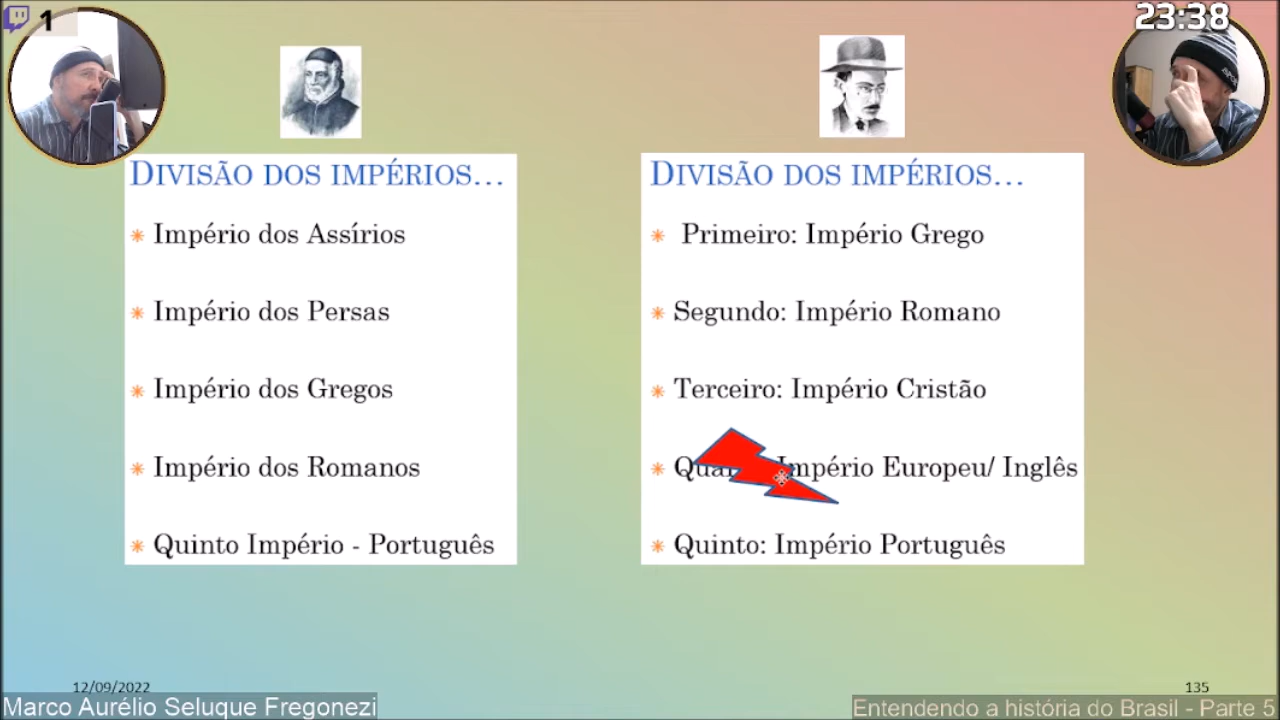 1
23:38
DIVISÃO DOS IMPÉRIOS...
Império dos Assírios
Império dos Persas
Império dos Gregos
Império dos Romanos
Quinto Império - Português
DIVISÃO DOS IMPÉRIOS...
Primeiro: Império Grego
Segundo: Império Romano
Terceiro: Império Cristão
Império Europeu/ Inglês
Quinto: Império Português
12/09/2022
135
Marco Aurélio Seluque Fregonezi
Entendendo a história do Brasil - Parte 5